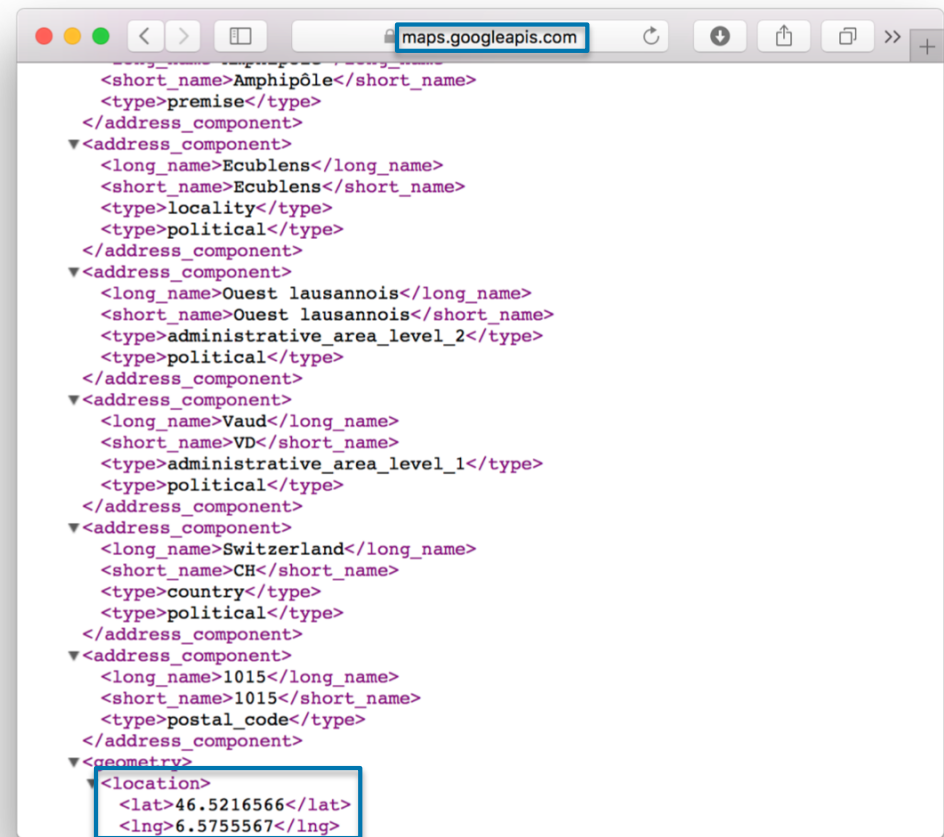 maps.googleapis.com
<short_name>Amphipôle</short_name>
<type>premise</type>
</address_component>
▼<address_component>
<long_name>Ecublens</long_name>
<short_name>Ecublens</short_name>
<type>locality</type>
<type>political</type>
</address_component>
▼<address_component>
<long_name>Ouest lausannois</long_name>
<short_name>Ouest lausannois</short_name>
<type>administrative_area_level_2</type>
<type>political</type>
</address_component>
▼<address_component>
<long_name>Vaud</long_name>
<short_name>VD</short_name>
<type>administrative_area_level_1</type>
<type>political</type>
</address_component>
▼<address_component>
<long_name>Switzerland</long_name>
<short_name>CH</short_name>
<type>country</type>
<type>political</type>
</address_component>
▼<address_component>
<long_name>1015</long_name>
<short_name>1015</short_name>
<type>postal_code</type>
</address_component>
▼<geometry>
▼<location>
<lat>46.5216566</lat>
<lng>6.5755567</lng>